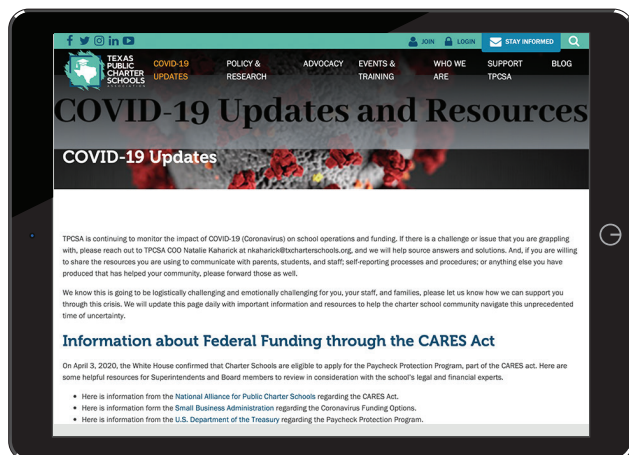 JOIN LOGIN STAY INFORMED
TEXAS
PUBLIC
CHARTER
SCHOOLS
ASSOCIATION
COVID-19
UPDATES
POLICY &
RESEARCH
ADVOCACY
EVENTS &
TRAINING
WHO WE
ARE
SUPPORT
TPCSA
BLOG
COVID-19 Updates and Resources
COVID-19 Updates
TPCSA is continuing to monitor the impact of COVID-19 (Coronavirus) on school operations and funding. If there is a challenge or issue that you are grappling
with, please reach out to TPCSA COO Natalie Kaharick at nkaharick@txcharterschools.org, and we will help source answers and solutions. And, if you are willing
to share the resources you are using to communicate with parents, students, and staff; self-reporting processes and procedures; or anything else you have
produced that has helped your community, please forward those as well.
We know this is going to be logistically challenging and emotionally challenging for you, your staff, and families, please let us know how we can support you
through this crisis. We will update this page daily with important information and resources to help the charter school community navigate this unprecedented
time of uncertainty.
Information about Federal Funding through the CARES Act
On April 3, 2020, the White House confirmed that Charter Schools are eligible to apply for the Paycheck Protection Program, part of the CARES act. Here are
some helpful resources for Superintendents and Board members to review in consideration with the school's legal and financial experts.
• Here is information from the National Alliance for Public Charter Schools regarding the CARES Act.
• Here is information form the Small Business Administration regarding the Coronavirus Funding Options.
• Here is information from the U.S. Department of the Treasury regarding the Paycheck Protection Program.